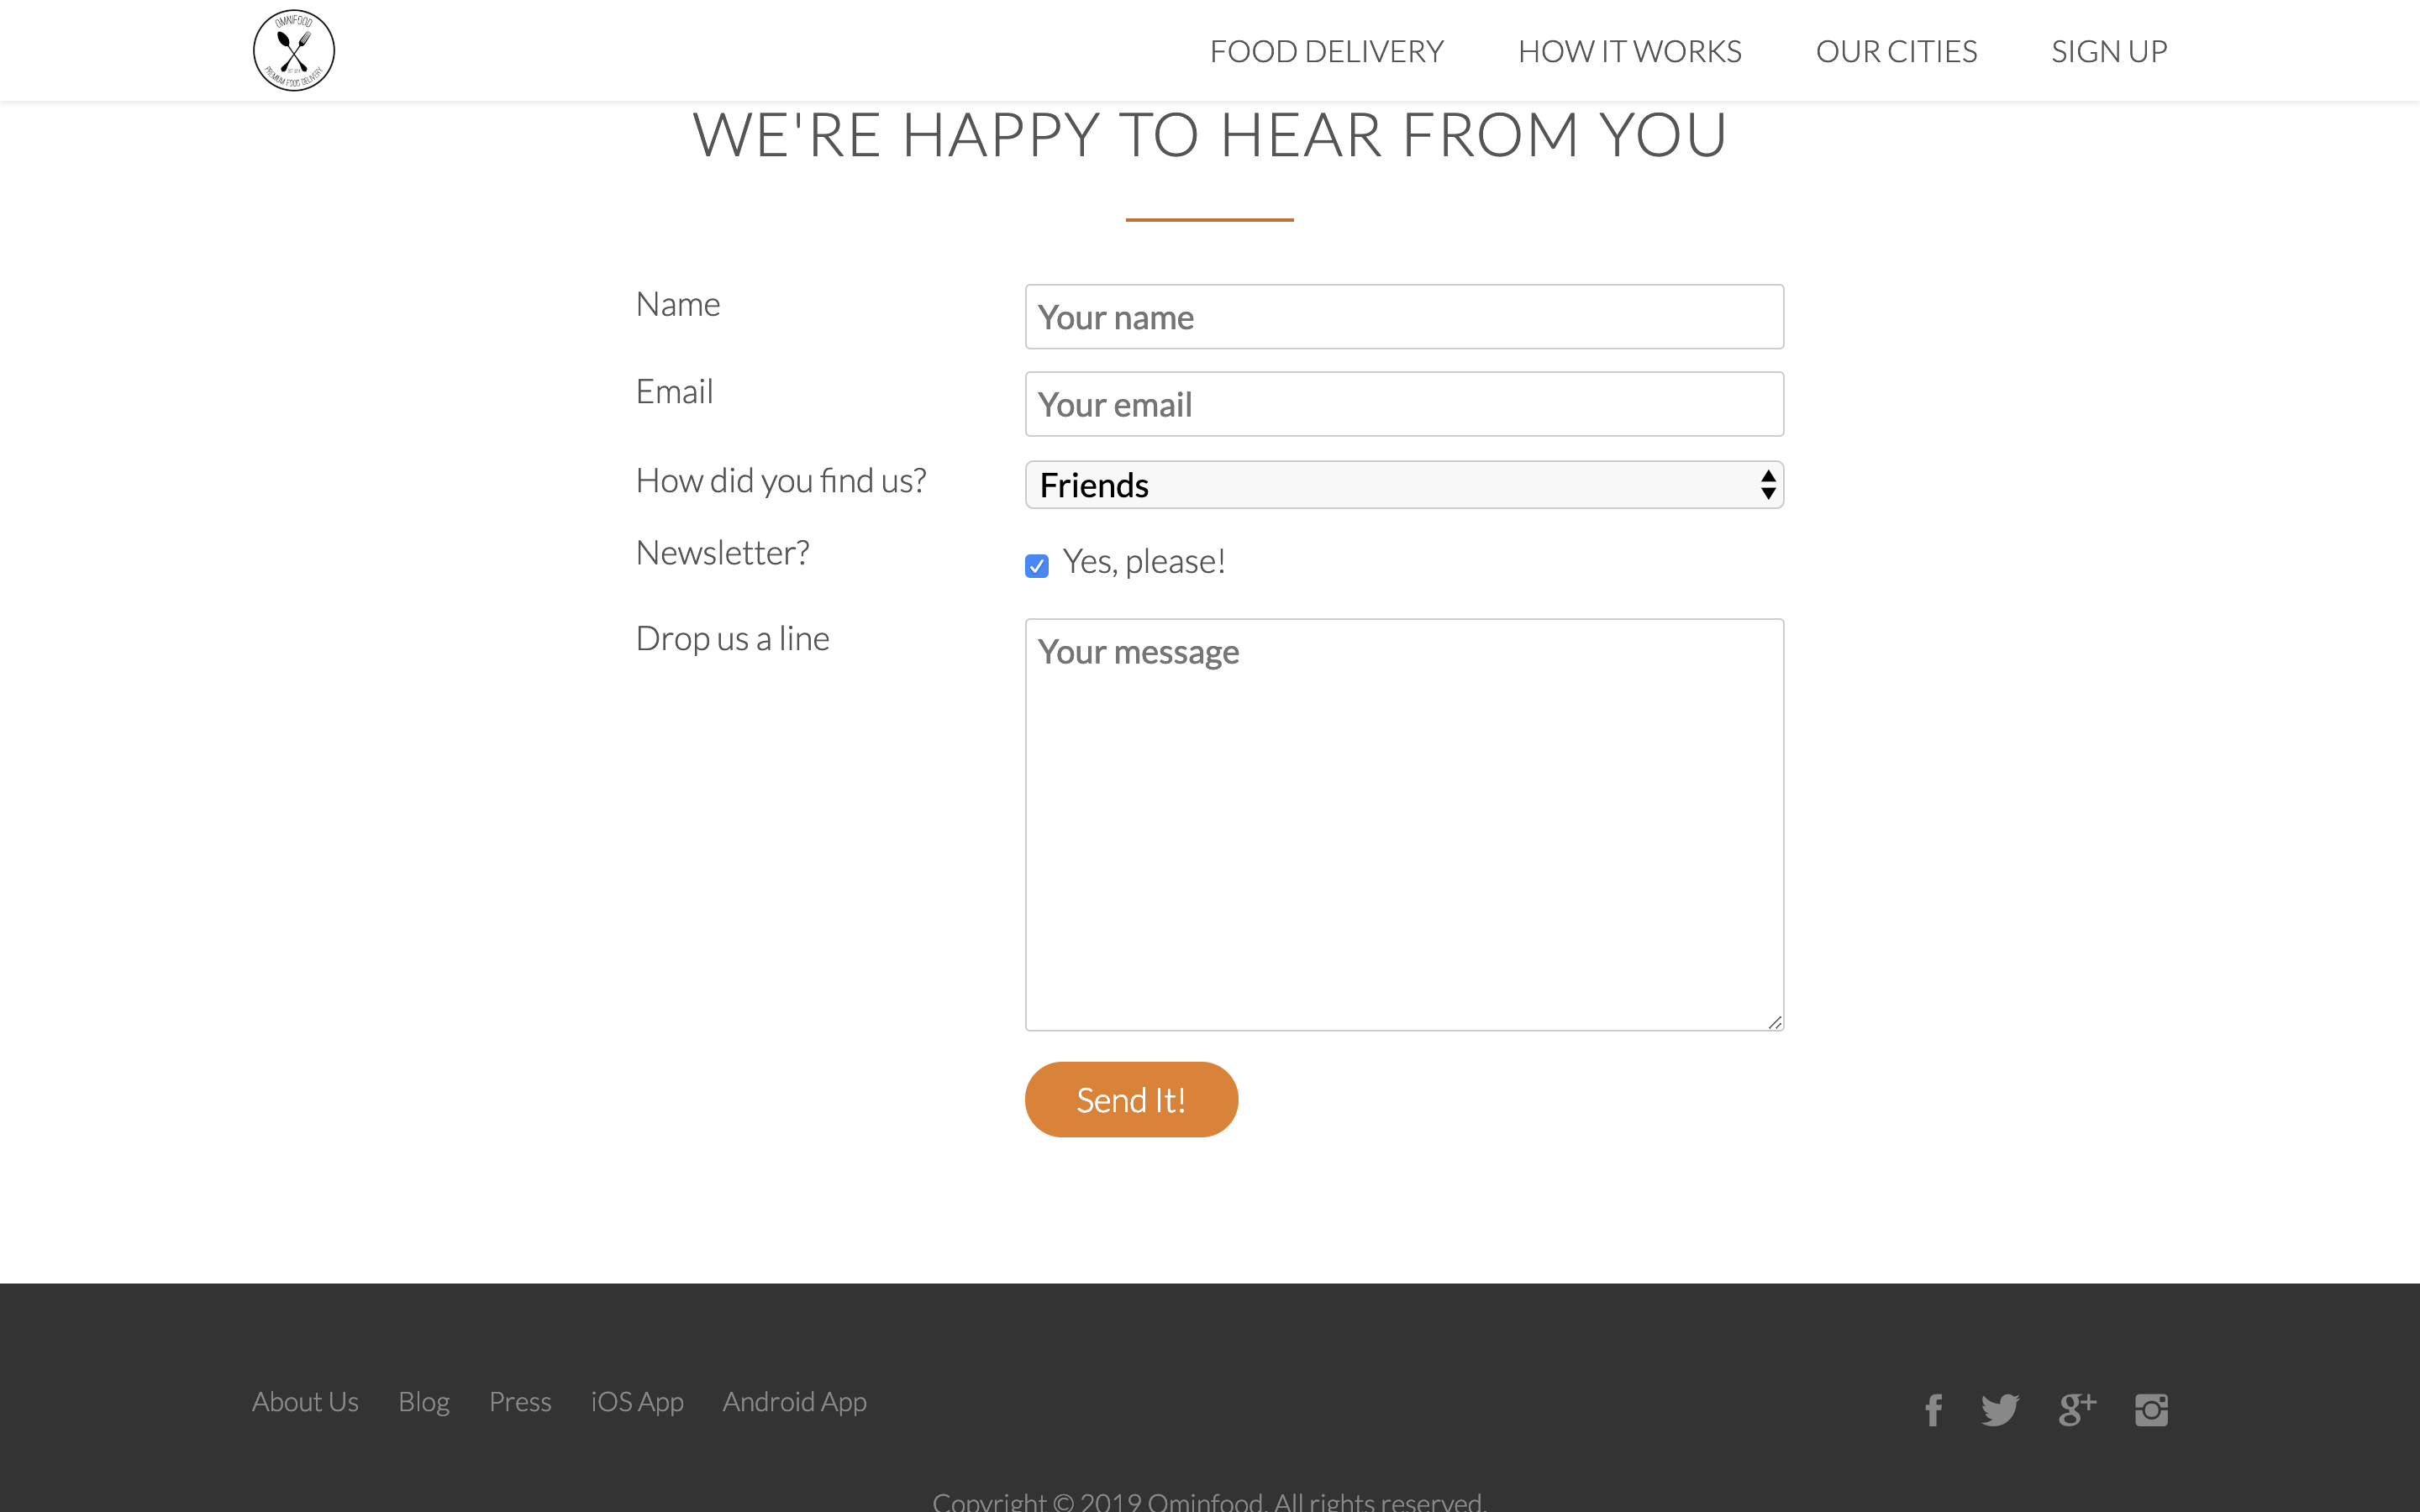 OMNIFOOD
PREMIUM FOOD DELIVERY
FOOD DELIVERY HOW IT WORKS OUR CITIES SIGN UP
WE'RE HAPPY TO HEAR FROM YOU
Name
Your name
Email
Your email
How did you find us?
Friends
Newsletter?
Yes, please!
Drop us a line
Your message
Send It!
About Us Blog Press iOS App Android App
Copyright © 2019 Ominfood. All rights reserved.